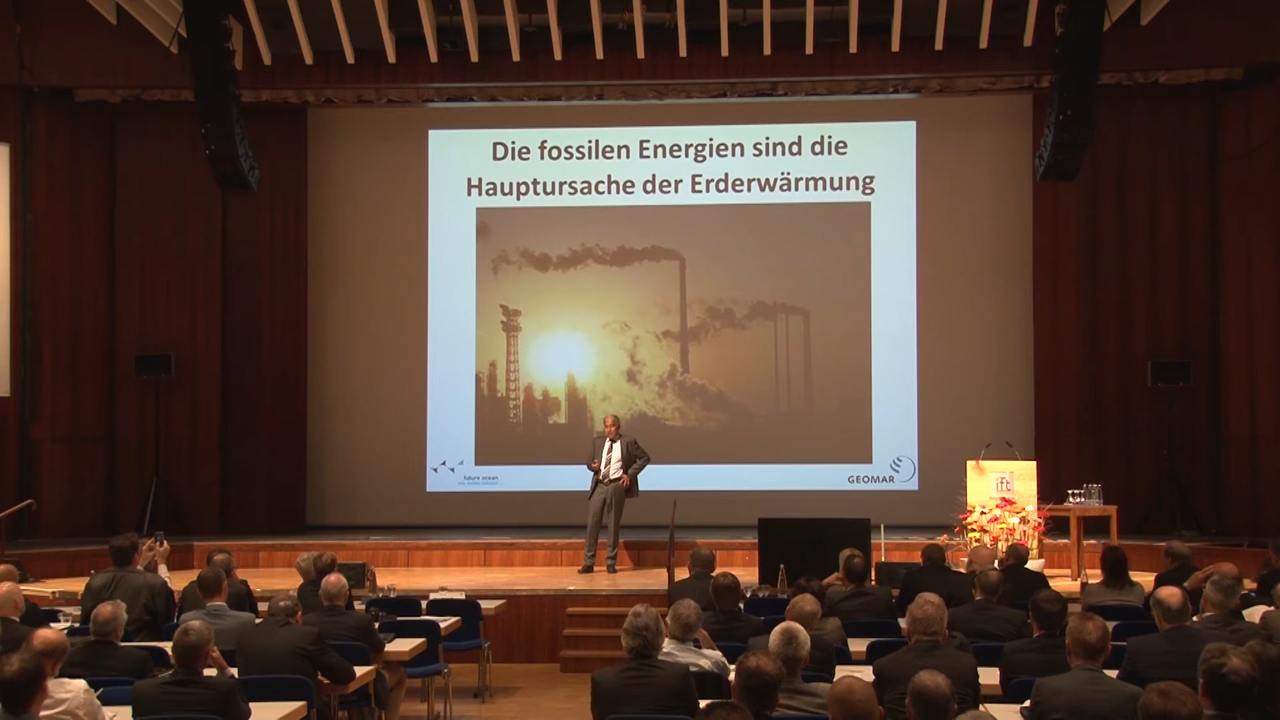 Die fossilen Energien sind die
Hauptursache der Erderwärmung
future ocean
GEOMAR
ift